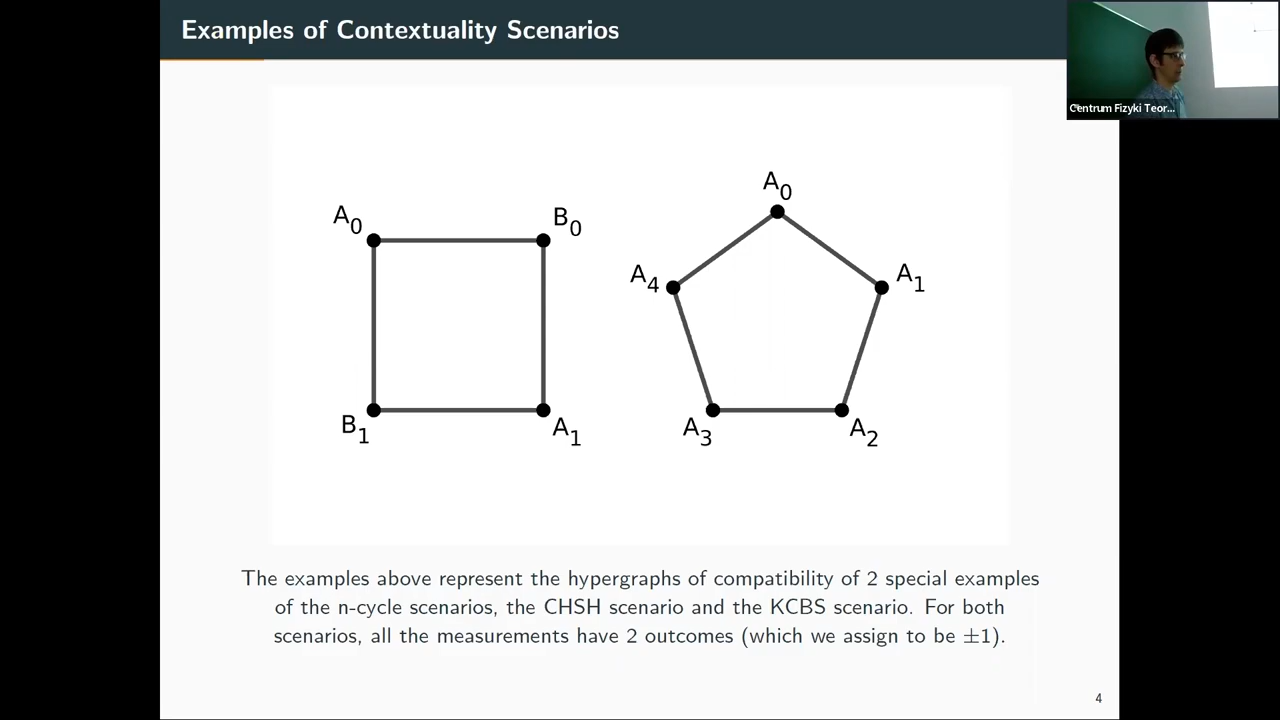 Examples of Contextuality Scenarios
Centrum Fizyki Teor...
A0
B0
B1
A1
A0
A4
A1
A3
A2
The examples above represent the hypergraphs of compatibility of 2 special examples
of the n-cycle scenarios, the CHSH scenario and the KCBS scenario. For both
scenarios, all the measurements have 2 outcomes (which we assign to be ±1).
4